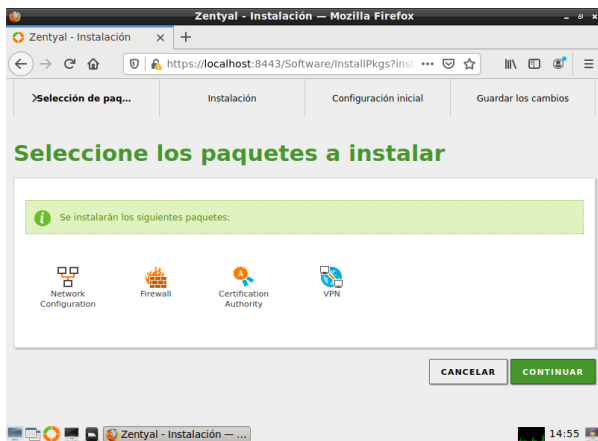 Zentyal - Instalación — Mozilla Firefox
Zentyal - Instalación
https://localhost:8443/Software/InstallPkgs?inst
Selección de paq...
Instalación
Configuración inicial
Guardar los cambios
Seleccione los paquetes a instalar
Se instalarán los siguientes paquetes:
Network
Configuration
Firewall
Certification
Authority
VPN
CANCELAR
CONTINUAR
Zentyal - Instalación — ...
14:55